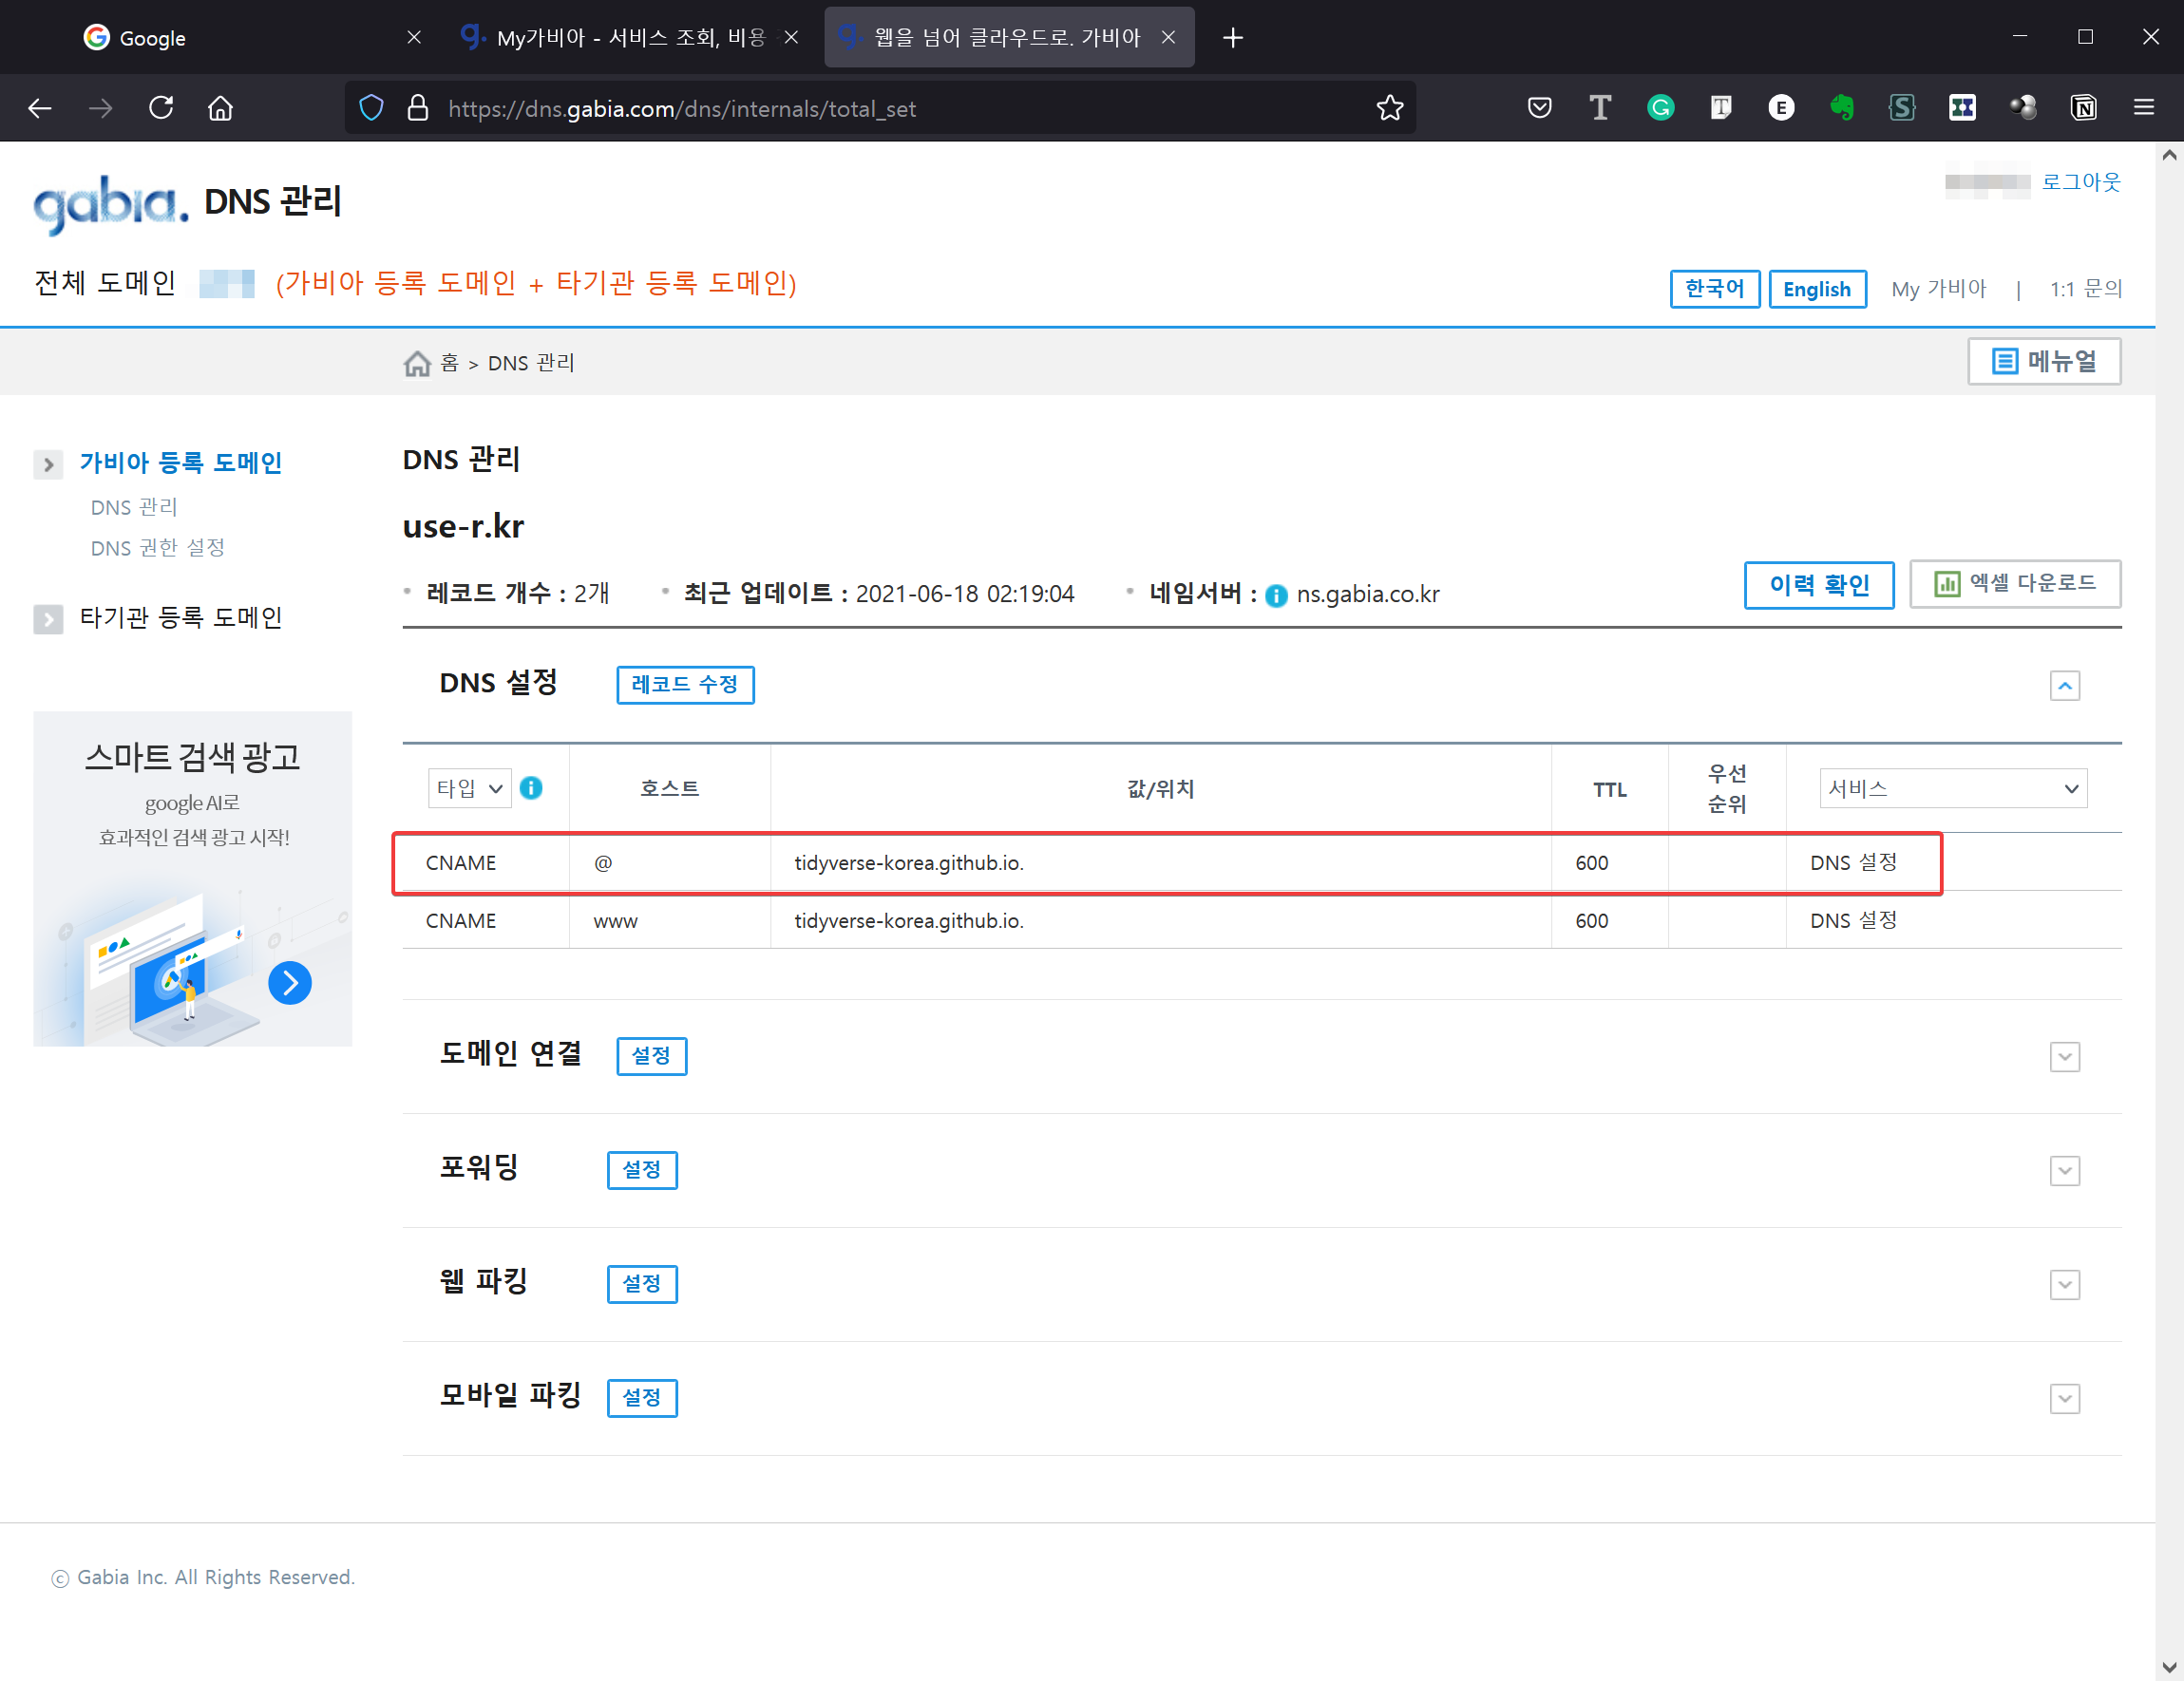 Google
My가비아 - 서비스 조회, 비용
웹을 넘어 클라우드로. 가비아
https://dns.gabia.com/dns/internals/total_set
gabia. DNS 관리
로그아웃
전체 도메인 (가비아 등록 도메인 + 타기관 등록 도메인)
한국어 English My 가비아 | 1:1 문의
홈 > DNS 관리
메뉴얼
가비아 등록 도메인
DNS 관리
DNS 권한 설정
타기관 등록 도메인
스마트 검색 광고
google AI로
효과적인 검색 광고 시작!
DNS 관리
use-r.kr
레코드 개수 : 2개 최근 업데이트 : 2021-06-18 02:19:04 네임서버 : ns.gabia.co.kr
이력 확인 엑셀 다운로드
DNS 설정 레코드 수정
타입 호스트 값/위치 TTL 우선 순위 서비스
CNAME @ tidyverse-korea.github.io. 600 DNS 설정
CNAME www tidyverse-korea.github.io. 600 DNS 설정
도메인 연결 설정
포워딩 설정
웹 파킹 설정
모바일 파킹 설정
ⓒ Gabia Inc. All Rights Reserved.